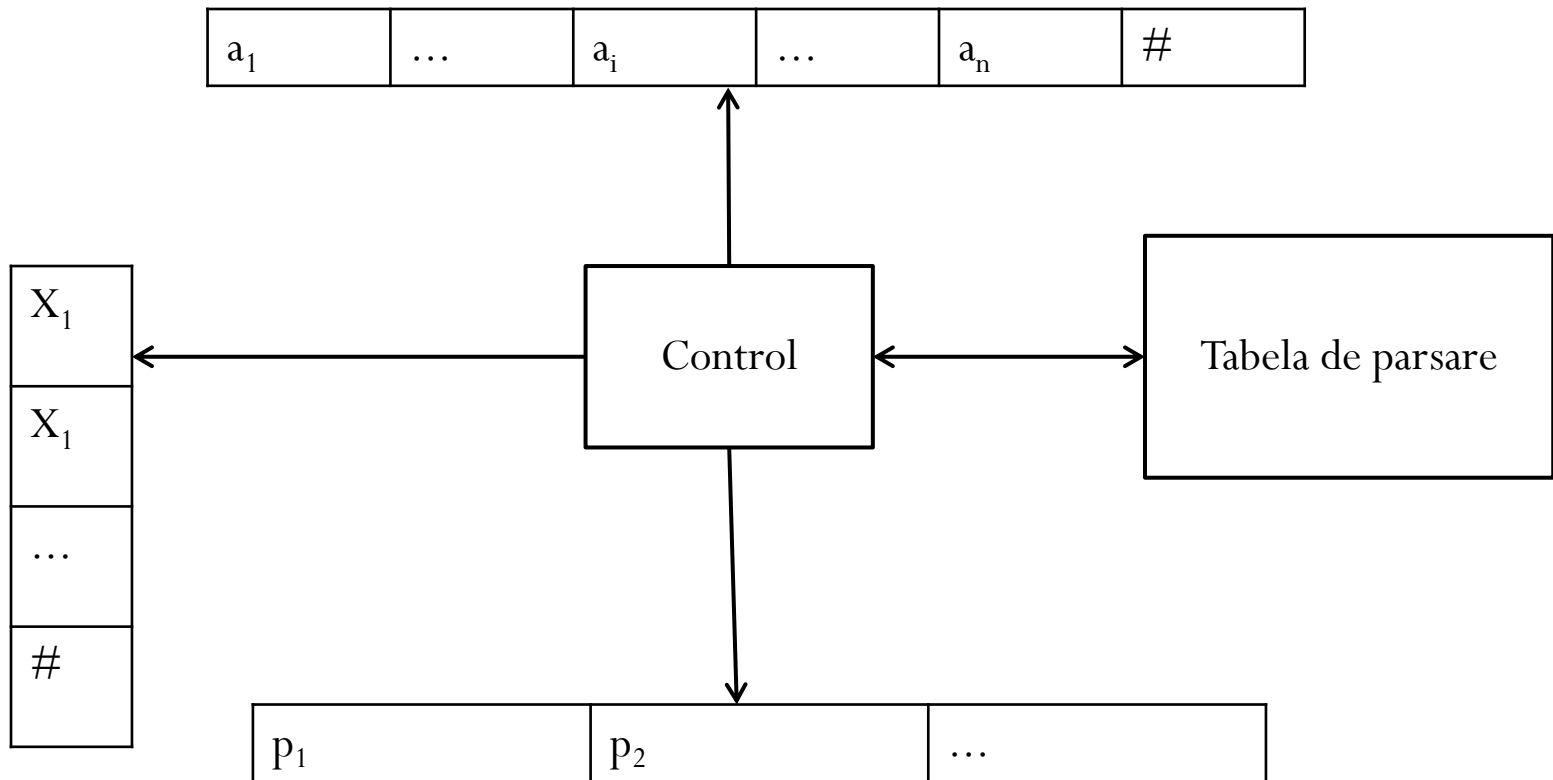 a₁ … aᵢ … aₙ #
X₁
X₁
…
#
Control
Tabela de parsare
p₁ p₂ …